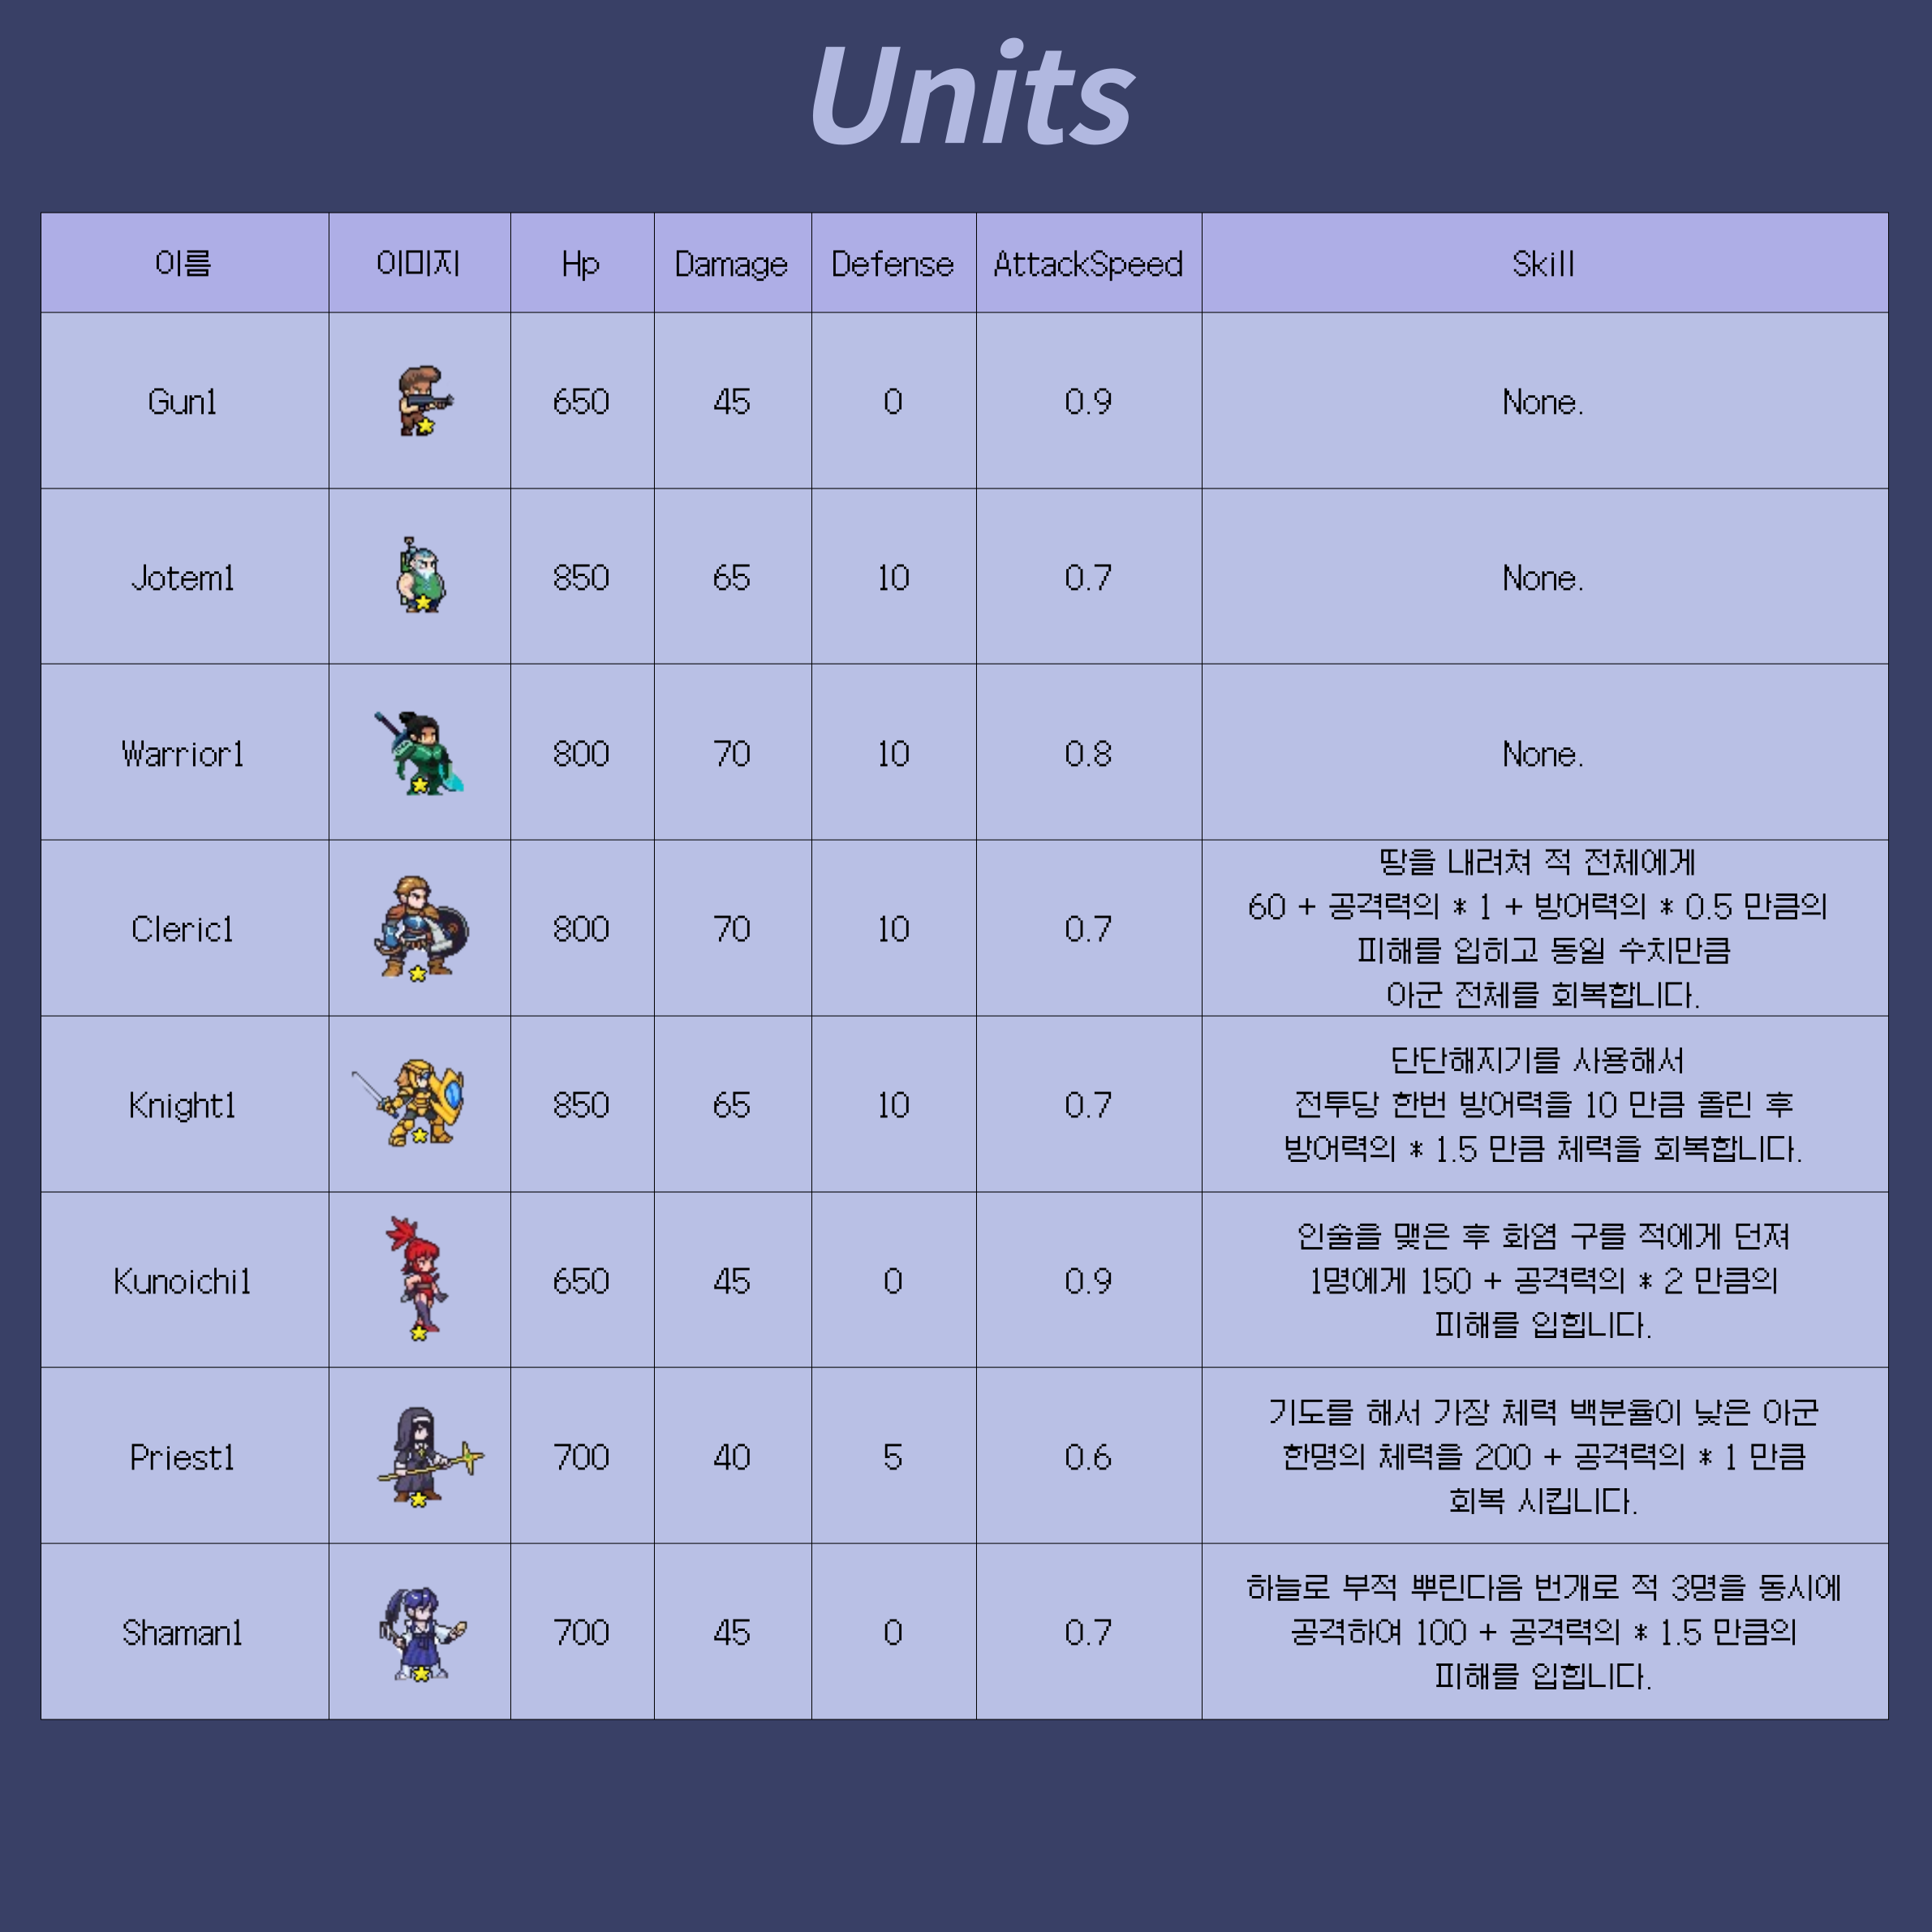 Units
이름 이미지 Hp Damage Defense AttackSpeed Skill
Gun1 650 45 0 0.9 None.
Jotem1 850 65 10 0.7 None.
Warrior1 800 70 10 0.8 None.
땅을 내려쳐 적 전체에게
60 + 공격력의 * 1 + 방어력의 * 0.5 만큼의
Cleric1 800 70 10 0.7
피해를 입히고 동일 수치만큼
아군 전체를 회복합니다.
단단해지기를 사용해서
Knight1 850 65 10 0.7 전투당 한번 방어력을 10 만큼 올린 후
방어력의 * 1.5 만큼 체력을 회복합니다.
인술을 맺은 후 화염 구를 적에게 던져
Kunoichi1 650 45 0 0.9 1명에게 150 + 공격력의 * 2 만큼의
피해를 입힙니다.
기도를 해서 가장 체력 백분율이 낮은 아군
Priest1 700 40 5 0.6 한명의 체력을 200 + 공격력의 * 1 만큼
회복 시킵니다.
하늘로 부적 뿌린다음 번개로 적 3명을 동시에
Shaman1 700 45 0 0.7 공격하여 100 + 공격력의 * 1.5 만큼의
피해를 입힙니다.